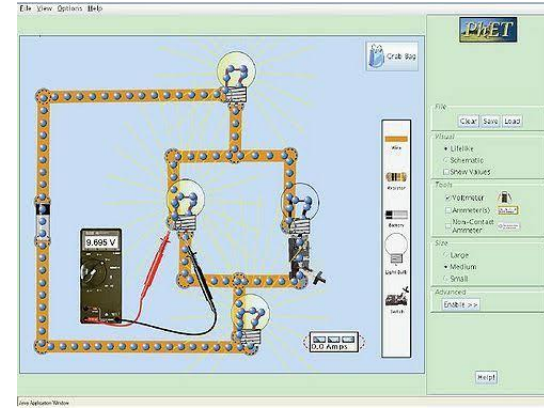 File View Options Help
PhET
Grab Bag
File
Clear Save Load
Visual
Lifelike
Schematic
Show Values
Wire
Resistor
Battery
Light Bulb
Switch
Tools
Voltmeter
Ammeter(s)
Non-Contact
Ammeter
9.695 V
Size
Large
Medium
Small
Advanced
Enable >>
0.0 Amps
Help!
Java Application Window